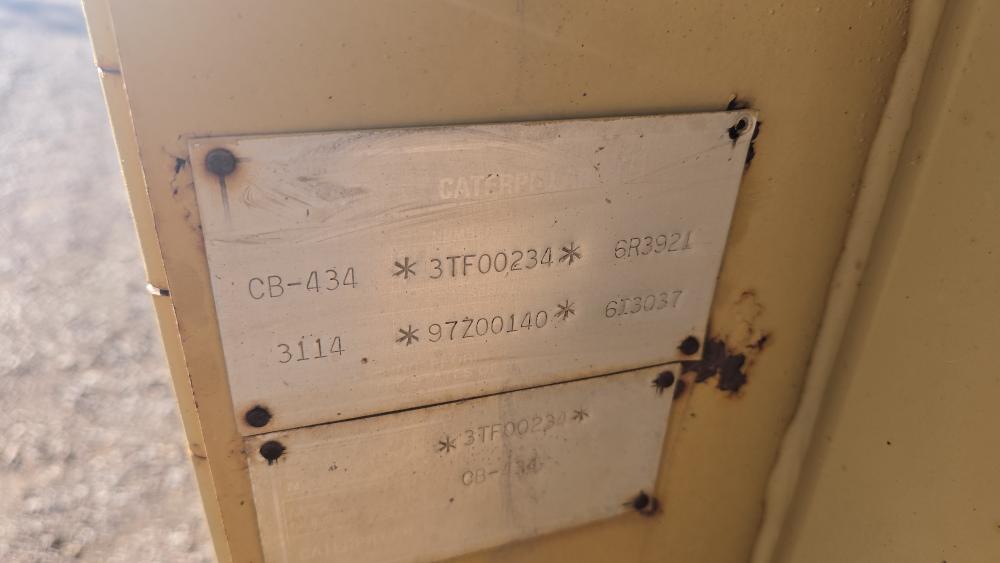 CATERPILLAR
CB-434 *3TF00234* 6R3921
3114 *97Z00140* 6I3037
*3TF00234*
CB-434